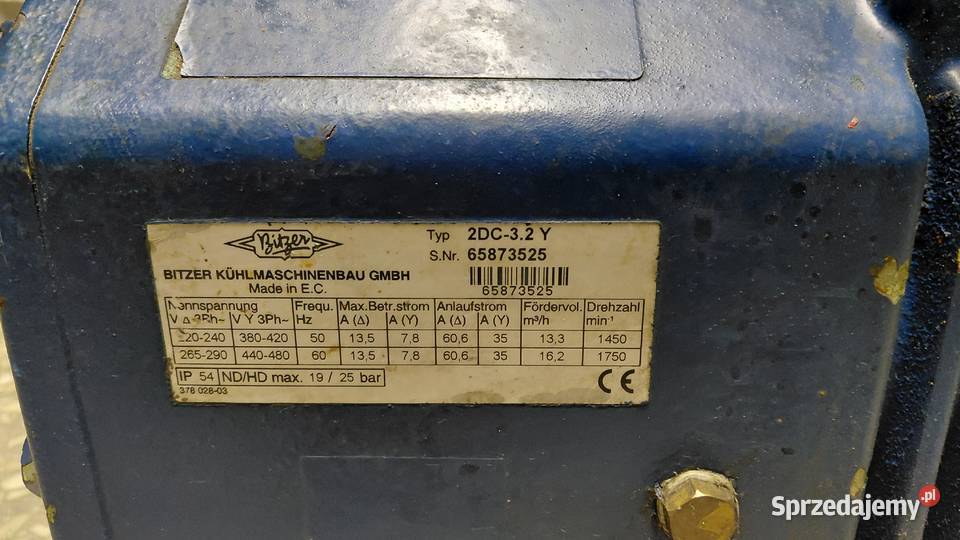 Bitzer
Typ 2DC-3.2 Y
S.Nr. 65873525
BITZER KÜHLMASCHINENBAU GMBH
Made in E.C.
65873525
Nennspannung Frequ. Max.Betr.strom Anlaufstrom Fördervol. Drehzahl
V Δ 3Ph~ V Y 3Ph~ Hz A (Δ) A (Y) A (Δ) A (Y) m³/h min-¹
220-240 380-420 50 13,5 7,8 60,6 35 13,3 1450
265-290 440-480 60 13,5 7,8 60,6 35 16,2 1750
IP 54 ND/HD max. 19 / 25 bar CE
378 028-03
Sprzedajemy.pl